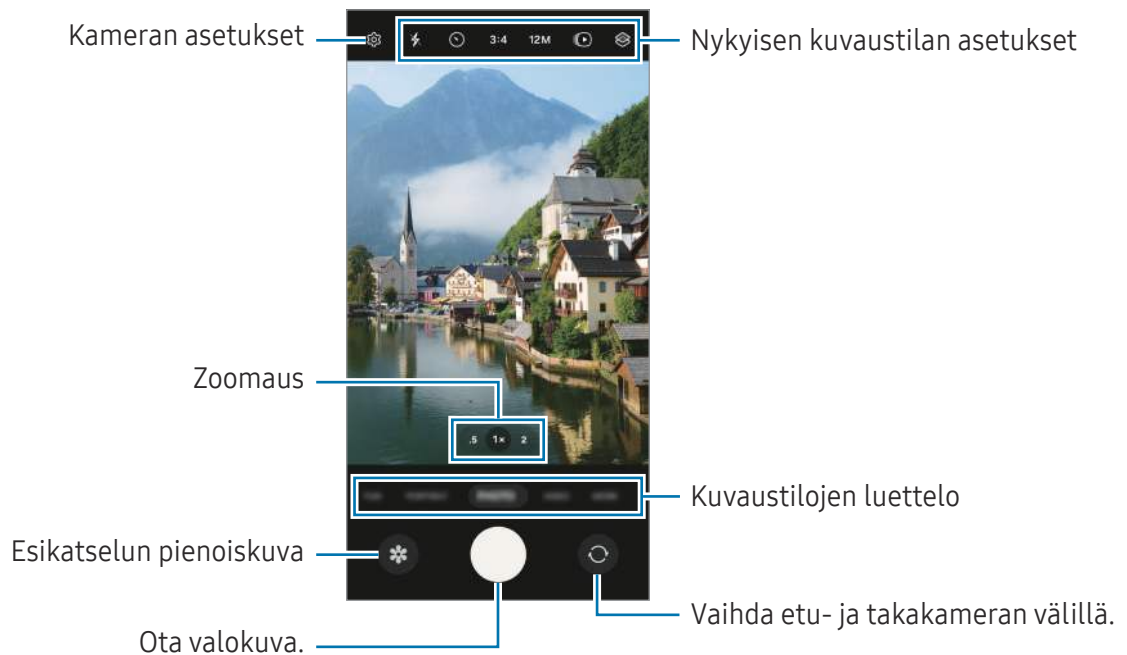 Kameran asetukset
3:4
12M
Nykyisen kuvaustilan asetukset
Zoomaus
.5 1× 2
PHOTO
Kuvaustilojen luettelo
Esikatselun pienoiskuva
Vaihda etu- ja takakameran välillä.
Ota valokuva.